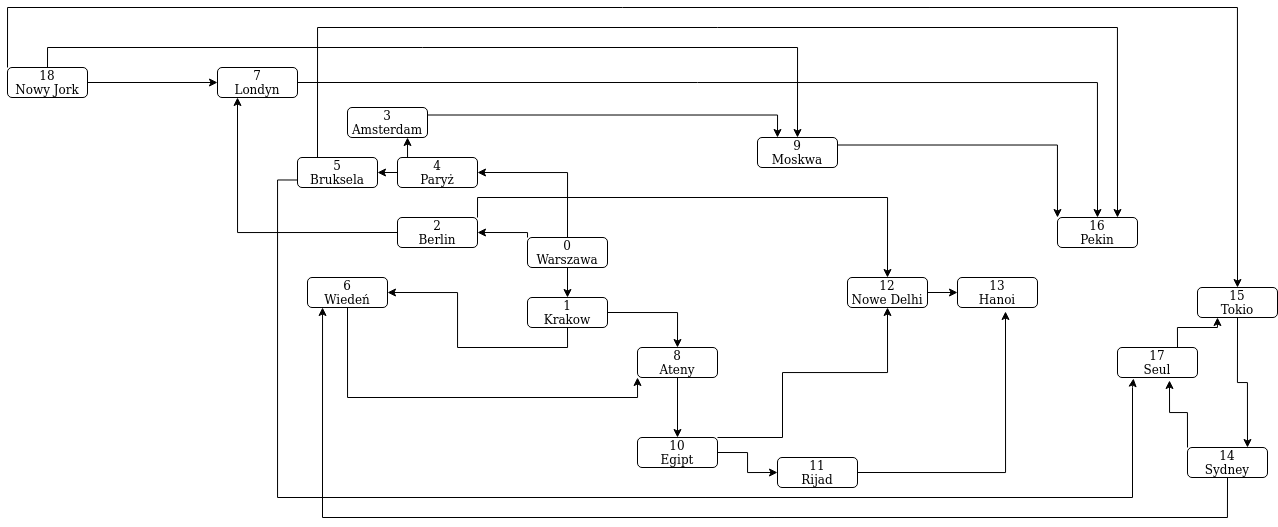 18
Nowy Jork
7
Londyn
3
Amsterdam
9
Moskwa
5
Bruksela
4
Paryż
2
Berlin
0
Warszawa
16
Pekin
6
Wiedeń
1
Krakow
12
Nowe Delhi
13
Hanoi
15
Tokio
8
Ateny
17
Seul
10
Egipt
11
Rijad
14
Sydney